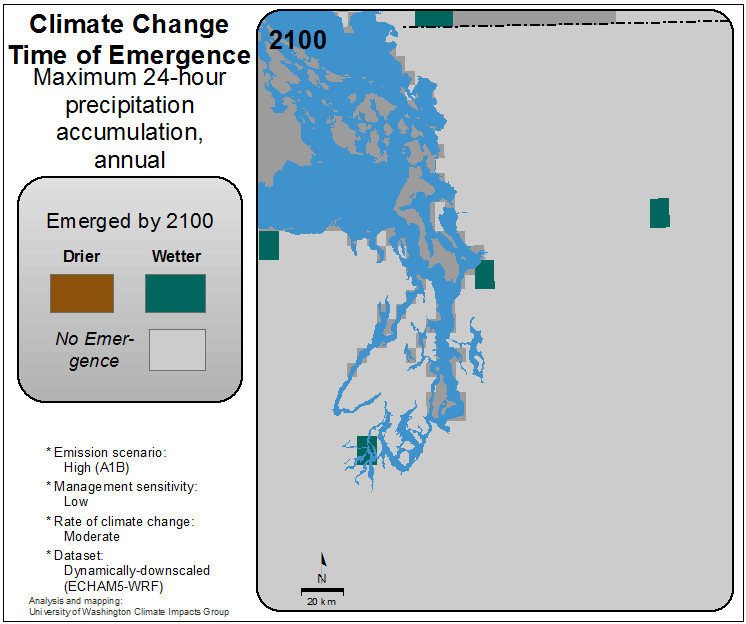 Climate Change
Time of Emergence
Maximum 24-hour
precipitation
accumulation,
annual
2100
Emerged by 2100
Drier
Wetter
No Emer-
gence
* Emission scenario:
High (A1B)
* Management sensitivity:
Low
* Rate of climate change:
Moderate
* Dataset:
Dynamically-downscaled
(ECHAM5-WRF)
Analysis and mapping:
University of Washington Climate Impacts Group
N
20 km